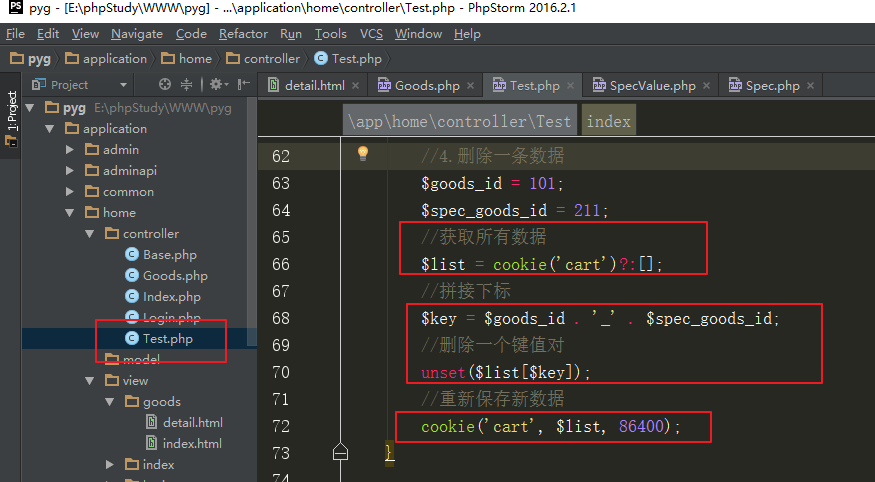 pyg - [E:\phpStudy\WWW\pyg] - ...\application\home\controller\Test.php - PhpStorm 2016.2.1
File Edit View Navigate Code Refactor Run Tools VCS Window Help
pyg application home controller Test.php
1: Project
Project
detail.html Goods.php Test.php SpecValue.php Spec.php
pyg E:\phpStudy\WWW\pyg
application
admin
adminapi
common
home
controller
Base.php
Goods.php
Index.php
Login.php
Test.php
model
view
goods
detail.html
index.html
index
\app\home\controller\Test index
62 //4.删除一条数据
63 $goods_id = 101;
64 $spec_goods_id = 211;
65 //获取所有数据
66 $list = cookie('cart')?:[];
67 //拼接下标
68 $key = $goods_id . '_' . $spec_goods_id;
69 //删除一个键值对
70 unset($list[$key]);
71 //重新保存新数据
72 cookie('cart', $list, 86400);
73 }
74